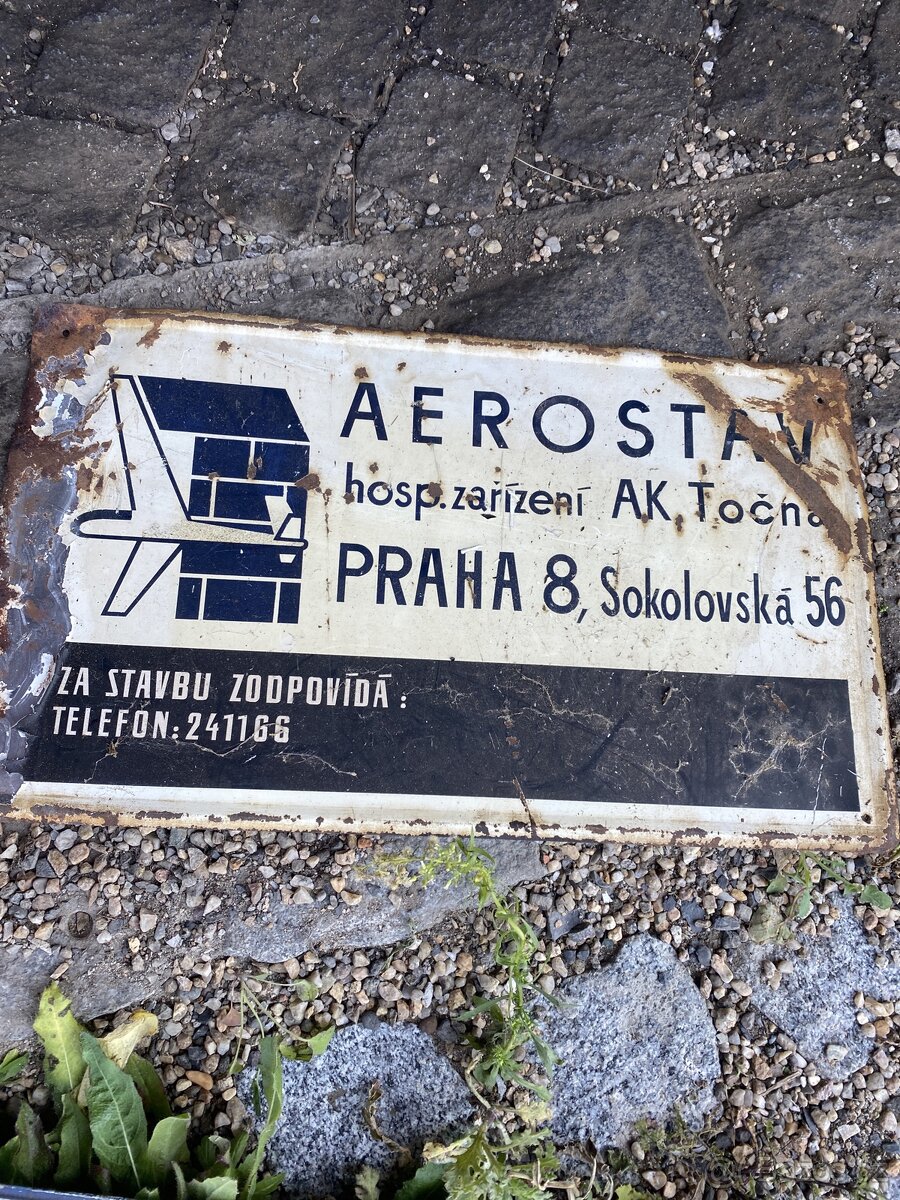 AEROSTAV
hosp.zařízení AK Točná
PRAHA 8, Sokolovská 56
ZA STAVBU ZODPOVÍDÁ:
TELEFON: 241166